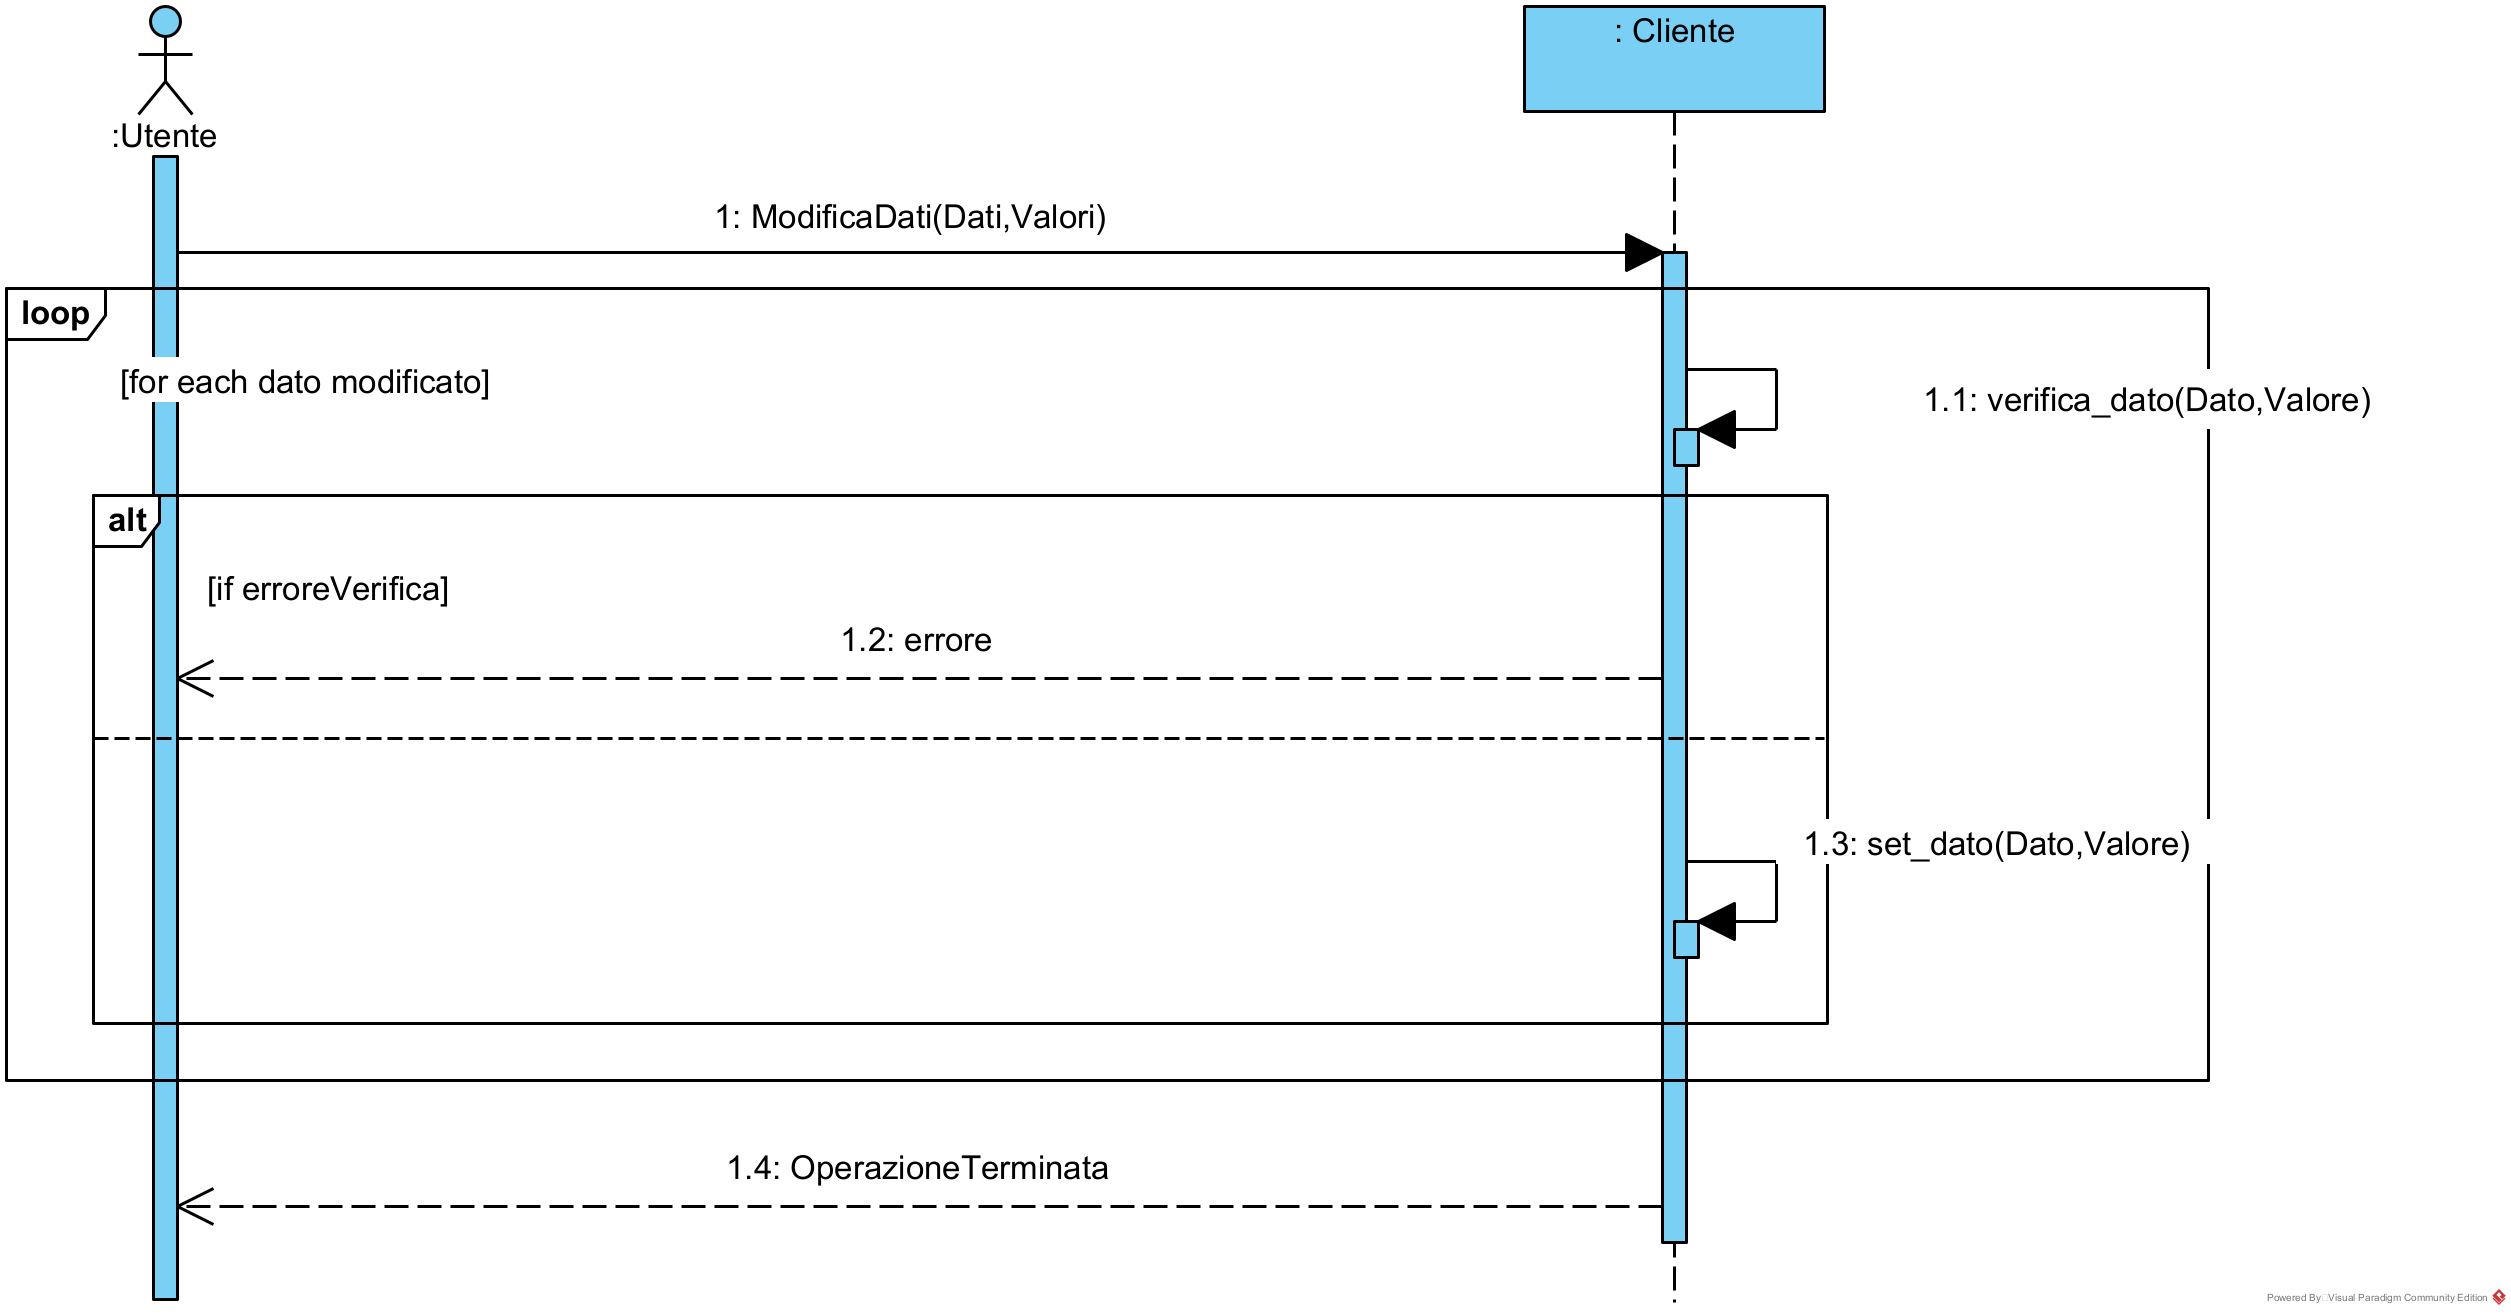 : Cliente
:Utente
1: ModificaDati(Dati,Valori)
loop
[for each dato modificato]
1.1: verifica_dato(Dato,Valore)
alt
[if erroreVerifica]
1.2: errore
1.3: set_dato(Dato,Valore)
1.4: OperazioneTerminata
Powered By Visual Paradigm Community Edition